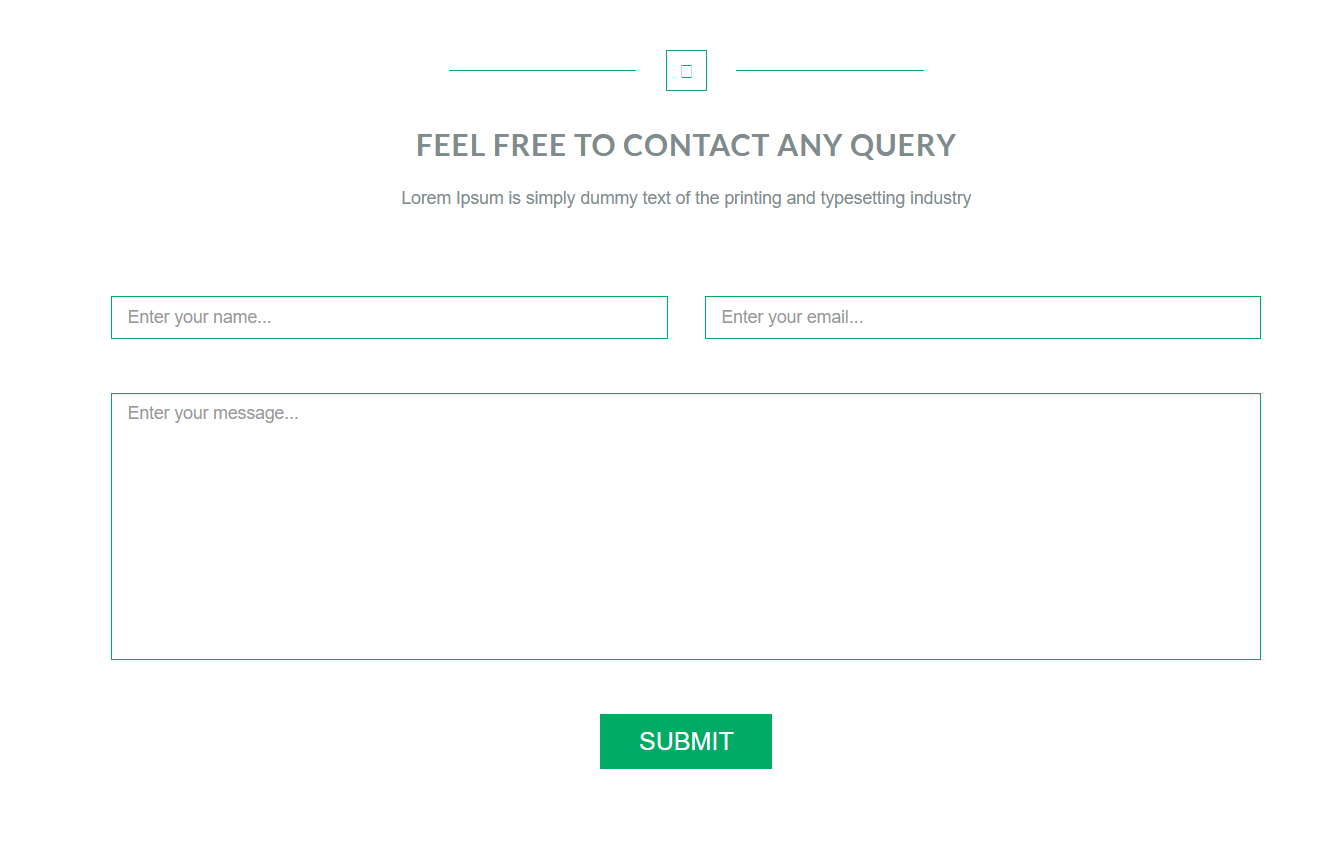 FEEL FREE TO CONTACT ANY QUERY
Lorem Ipsum is simply dummy text of the printing and typesetting industry
Enter your name...
Enter your email...
Enter your message...
SUBMIT